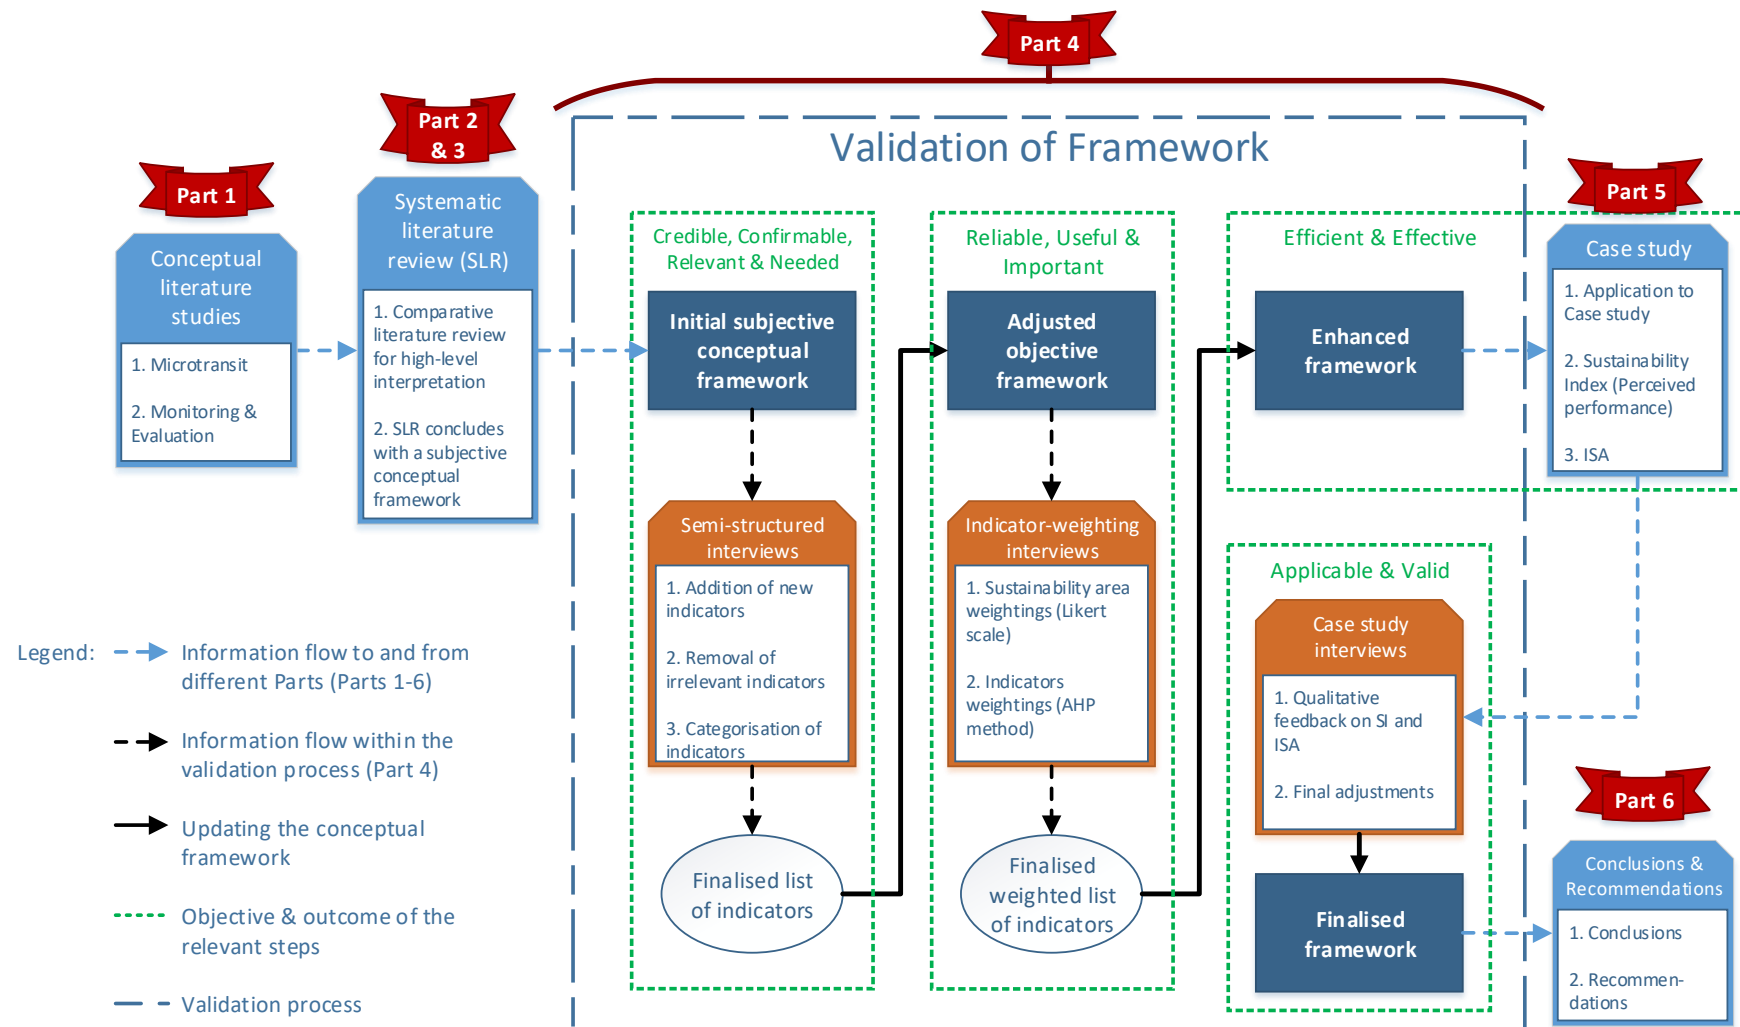 Part 4
Part 2
& 3
Part 1
Part 5
Validation of Framework
Conceptual
literature
studies
1. Microtransit
2. Monitoring &
Evaluation
Systematic
literature
review (SLR)
1. Comparative
literature review
for high-level
interpretation
2. SLR concludes
with a subjective
conceptual
framework
Credible, Confirmable,
Relevant & Needed
Initial subjective
conceptual
framework
Semi-structured
interviews
1. Addition of new
indicators
2. Removal of
irrelevant indicators
3. Categorisation of
indicators
Finalised list
of indicators
Reliable, Useful &
Important
Adjusted
objective
framework
Indicator-weighting
interviews
1. Sustainability area
weightings (Likert
scale)
2. Indicators
weightings (AHP
method)
Finalised
weighted list
of indicators
Efficient & Effective
Enhanced
framework
Case study
1. Application to
Case study
2. Sustainability
Index (Perceived
performance)
3. ISA
Applicable & Valid
Case study
interviews
1. Qualitative
feedback on SI and
ISA
2. Final adjustments
Finalised
framework
Part 6
Conclusions &
Recommendations
1. Conclusions
2. Recommen-
dations
Legend:
Information flow to and from
different Parts (Parts 1-6)
Information flow within the
validation process (Part 4)
Updating the conceptual
framework
Objective & outcome of the
relevant steps
Validation process